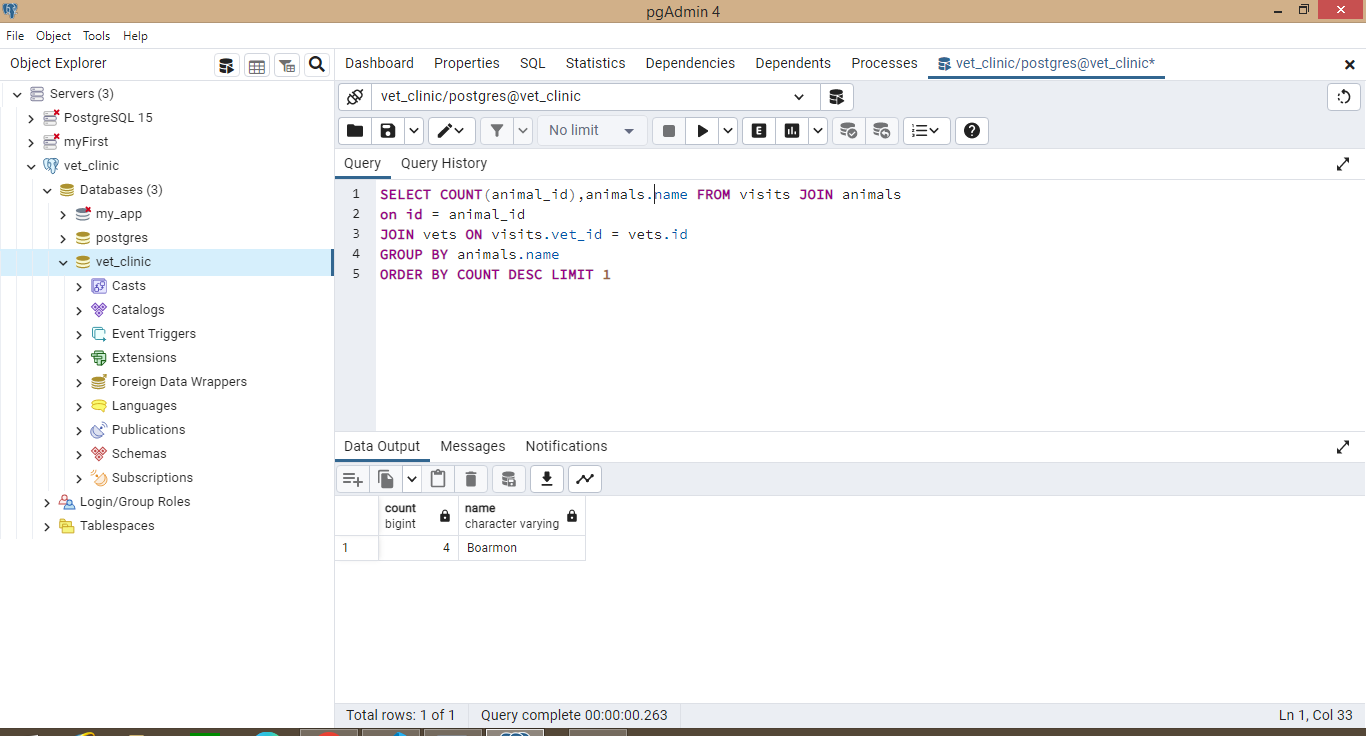 pgAdmin 4
File Object Tools Help
Object Explorer
Dashboard Properties SQL Statistics Dependencies Dependents Processes vet_clinic/postgres@vet_clinic*
Servers (3)
PostgreSQL 15
myFirst
vet_clinic
Databases (3)
my_app
postgres
vet_clinic
Casts
Catalogs
Event Triggers
Extensions
Foreign Data Wrappers
Languages
Publications
Schemas
Subscriptions
Login/Group Roles
Tablespaces
vet_clinic/postgres@vet_clinic
No limit
E
Query Query History
1 SELECT COUNT(animal_id),animals.name FROM visits JOIN animals
2 on id = animal_id
3 JOIN vets ON visits.vet_id = vets.id
4 GROUP BY animals.name
5 ORDER BY COUNT DESC LIMIT 1
Data Output Messages Notifications
count name
bigint character varying
1 4 Boarmon
Total rows: 1 of 1 Query complete 00:00:00.263 Ln 1, Col 33